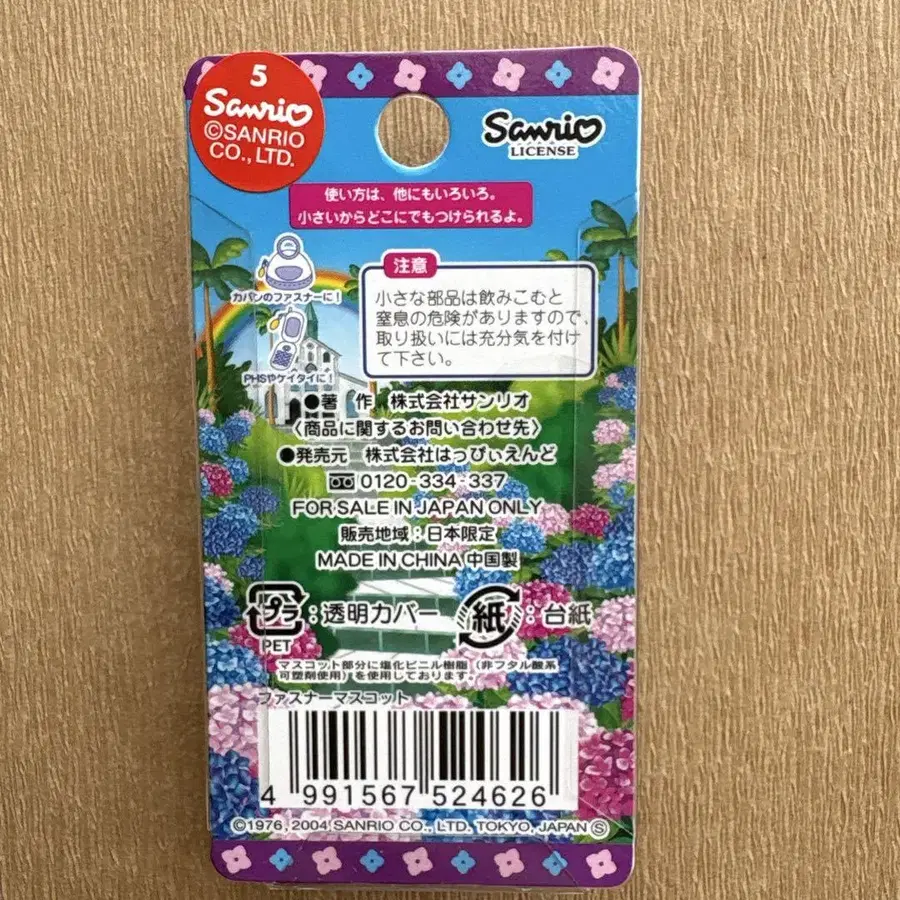 5
Sanrio
©SANRIO
CO., LTD.
Sanrio
LICENSE
使い方は、他にもいろいろ。
小さいからどこにでもつけられるよ。
カバンのファスナーに!
PHSやケイタイに!
注意
小さな部品は飲みこむと
窒息の危険がありますので、
取り扱いには充分気を付け
て下さい。
●著 作 株式会社サンリオ
〈商品に関するお問い合わせ先〉
●発売元 株式会社はっぴぃえんど
0120-334-337
FOR SALE IN JAPAN ONLY
販売地域:日本限定
MADE IN CHINA 中国製
プラ:透明カバー 紙:台紙
PET
マスコット部分に塩化ビニル樹脂(非フタル酸系
可塑剤使用)を使用しております。
ファスナーマスコット
4 991567 524626
©1976, 2004 SANRIO CO., LTD. TOKYO, JAPAN Ⓢ